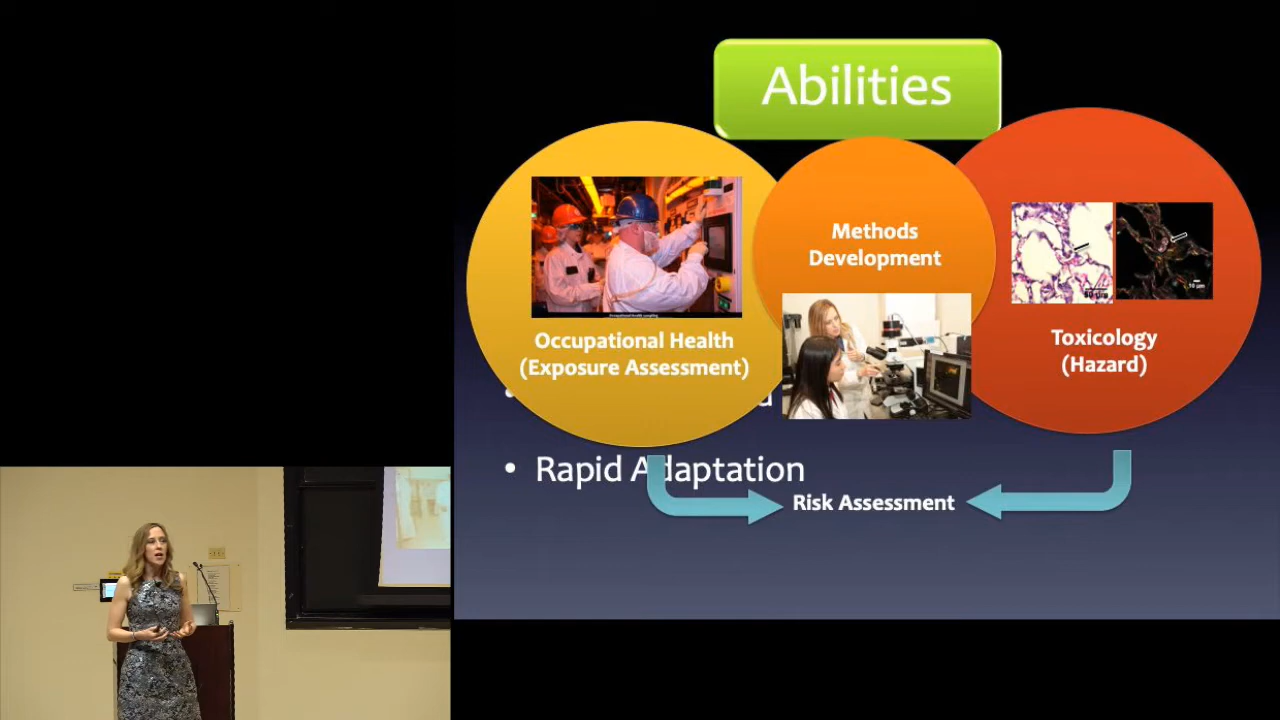 Abilities
Methods
Development
Occupational Health
(Exposure Assessment)
Toxicology
(Hazard)
• Rapid Adaptation
Risk Assessment